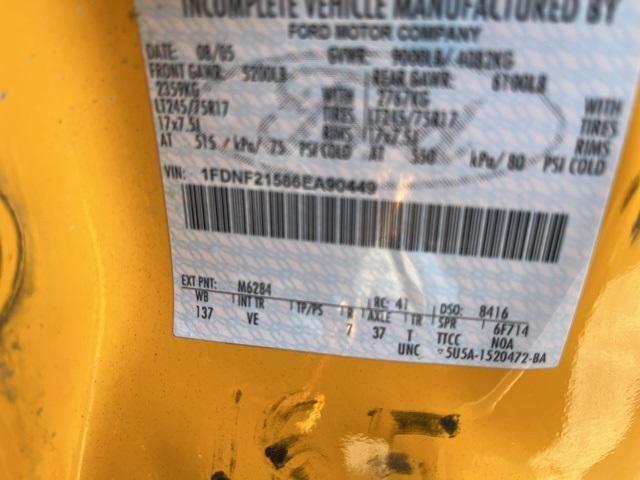 INCOMPLETE VEHICLE MANUFACTURED BY
FORD MOTOR COMPANY
DATE: 08/05 GVWR: 9000LB/ 4082KG
FRONT GAWR: 5200LB REAR GAWR: 6700LB
2359KG WITH 2767KG WITH
LT245/75R17 TIRES LT245/75R17 TIRES
17x7.5J RIMS 17x7.5J RIMS
AT 515 kPa/ 75 PSI COLD AT 550 kPa/ 80 PSI COLD
VIN: 1FDNF21586EA90449
EXT PNT: M6284 RC: 41 DSO: 8416
WB INT TR TP/PS R AXLE TR SPR 6F714
137 VE 7 37 T TTCC NOA
UNC 5U5A-1520472-BA